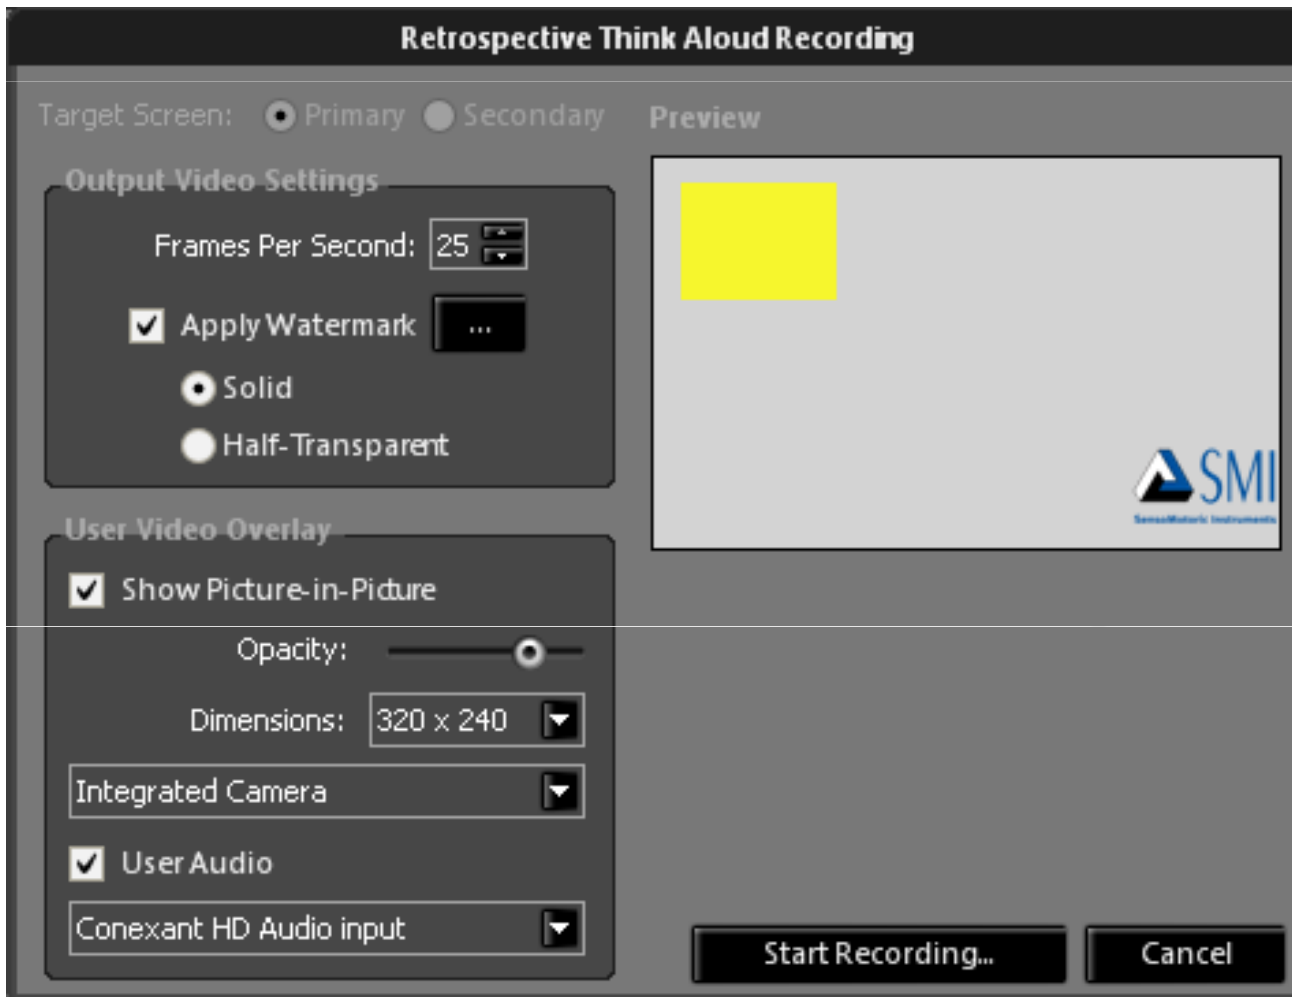 Retrospective Think Aloud Recording
Target Screen: Primary Secondary
Output Video Settings
Frames Per Second: 25
Apply Watermark ...
Solid
Half-Transparent
User Video Overlay
Show Picture-in-Picture
Opacity:
Dimensions: 320 x 240
Integrated Camera
User Audio
Conexant HD Audio input
Preview
SMI
SensoMotoric Instruments
Start Recording... Cancel